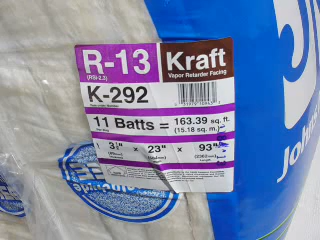 R-13
(RSI-2.3)
Kraft
Vapor Retarder Facing
K-292
11 Batts = 163.39 sq. ft.
(15.18 sq. m.)
3½" x 23" x 93"
Johns